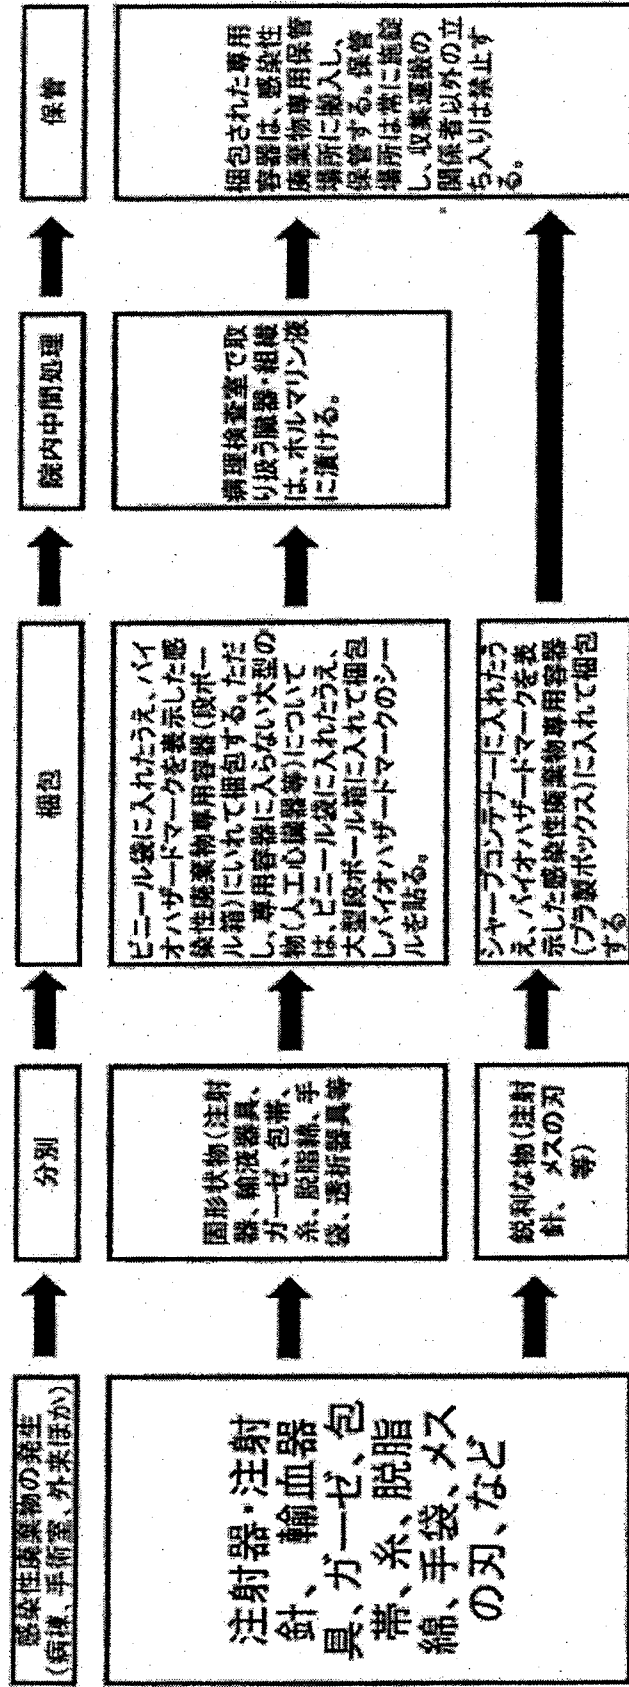 感染性廃棄物の発生
(病棟、手術室、外来ほか)
分別
梱包
院内中間処理
保管
注射器・注射
針、輸血器
具、ガーゼ、包
帯、糸、脱脂
綿、手袋、メス
の刃、など
固形状物(注射
器、輸液器具、
ガーゼ、包帯、
糸、脱脂綿、手
袋、透析器具等
ビニール袋に入れたうえ、バイ
オハザードマークを表示した感
染性廃棄物専用容器(段ボー
ル箱)にいれて梱包する。ただ
し、専用容器に入らない大型の
物(人工心臓器等)について
は、ビニール袋に入れたうえ、
大型段ボール箱に入れて梱包
しバイオハザードマークのシー
ルを貼る。
病理検査室で取
り扱う臓器・組織
は、ホルマリン液
に漬ける。
梱包された専用
容器は、感染性
廃棄物専用保管
場所に搬入し、
保管する。保管
場所は常に施錠
し、収集運搬の
関係者以外の立
ち入りは禁止す
る。
鋭利な物(注射
針、メスの刃
等)
シャープコンテナーに入れたう
え、バイオハザードマークを表
示した感染性廃棄物専用容器
(プラ製ボックス)に入れて梱包
する